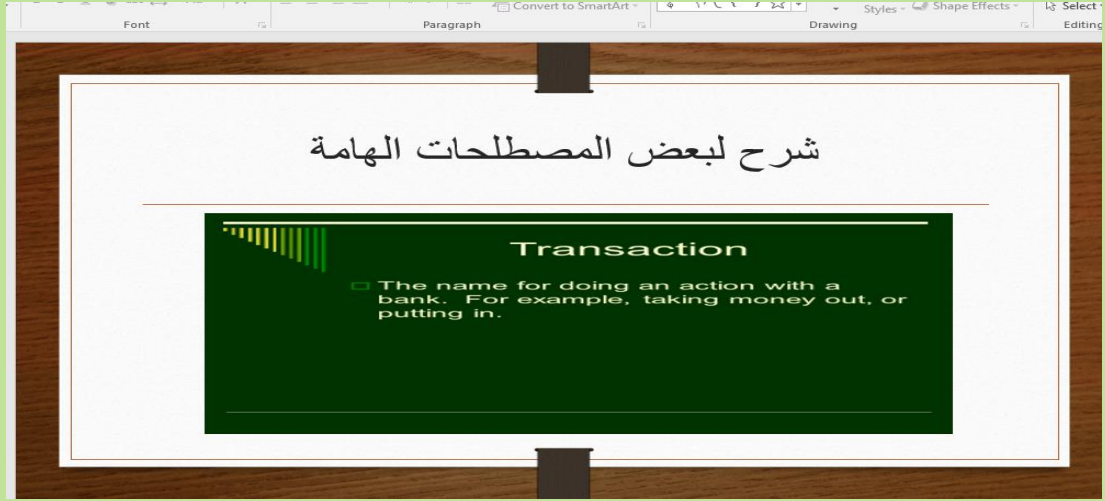 Convert to SmartArt
Styles
Shape Effects
Select
Font
Paragraph
Drawing
Editing
شرح لبعض المصطلحات الهامة
Transaction
The name for doing an action with a
bank. For example, taking money out, or
putting in.